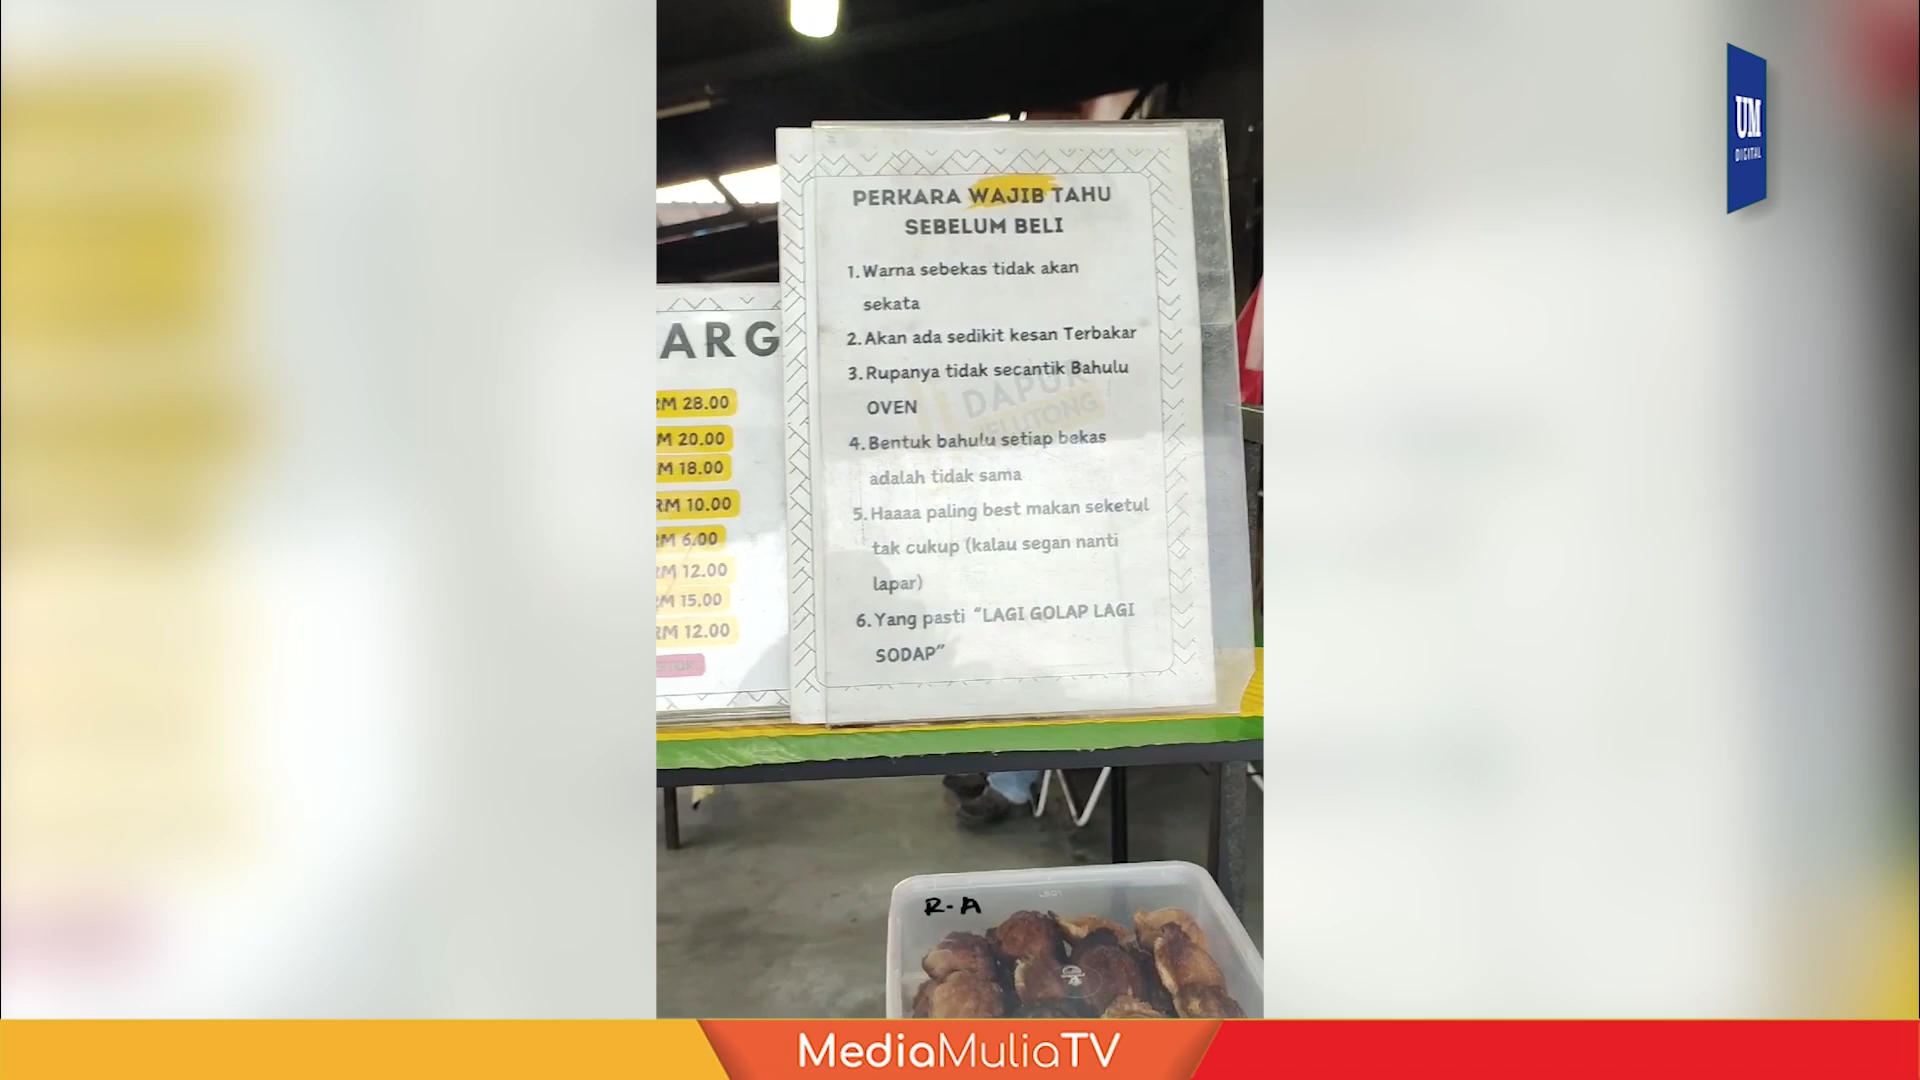 UM
DIGITAL
PERKARA WAJIB TAHU
SEBELUM BELI
1. Warna sebekas tidak akan
sekata
2. Akan ada sedikit kesan Terbakar
3. Rupanya tidak secantik Bahulu
OVEN
4. Bentuk bahulu setiap bekas
adalah tidak sama
5. Haaaa paling best makan seketul
tak cukup (kalau segan nanti
lapar)
6. Yang pasti "LAGI GOLAP LAGI
SODAP"
DAPUR
JELUTONG
ARG
RM 28.00
M 20.00
M 18.00
RM 10.00
M 6.00
RM 12.00
M 15.00
RM 12.00
R-A
MediaMuliaTV